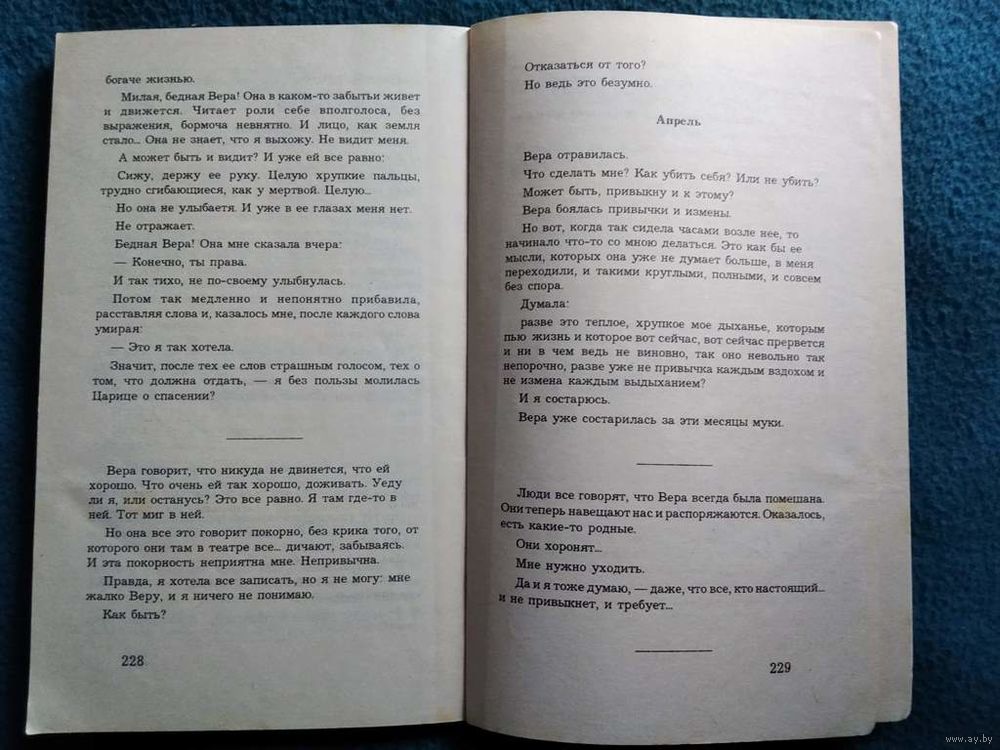 богаче жизнью.
Милая, бедная Вера! Она в каком-то забытьи живет
и движется. Читает роли себе вполголоса, без
выражения, бормоча невнятно. И лицо, как земля
стало... Она не знает, что я выхожу. Не видит меня.
А может быть и видит? И уже ей все равно:
Сижу, держу ее руку. Целую хрупкие пальцы,
трудно сгибающиеся, как у мертвой. Целую...
Но она не улыбаетя. И уже в ее глазах меня нет.
Не отражает.
Бедная Вера! Она мне сказала вчера:
— Конечно, ты права.
И так тихо, не по-своему улыбнулась.
Потом так медленно и непонятно прибавила,
расставляя слова и, казалось мне, после каждого слова
умирая:
— Это я так хотела.
Значит, после тех ее слов страшным голосом, тех о
том, что должна отдать, — я без пользы молилась
Царице о спасении?
Вера говорит, что никуда не двинется, что ей
хорошо. Что очень ей так хорошо, доживать. Уеду
ли я, или останусь? Это все равно. Я там где-то в
ней. Тот миг в ней.
Но она все это говорит покорно, без крика того, от
которого они там в театре все... дичают, забываясь.
И эта покорность неприятна мне. Непривычна.
Правда, я хотела все записать, но я не могу: мне
жалко Веру, и я ничего не понимаю.
Как быть?
228
Отказаться от того?
Но ведь это безумно.
Апрель
Вера отравилась.
Что сделать мне? Как убить себя? Или не убить?
Может быть, привыкну и к этому?
Вера боялась привычки и измены.
Но вот, когда так сидела часами возле нее, то
начинало что-то со мною делаться. Это как бы ее
мысли, которых она уже не думает больше, в меня
переходили, и такими круглыми, полными, и совсем
без спора.
Думала:
разве это теплое, хрупкое мое дыханье, которым
пью жизнь и которое вот сейчас, вот сейчас прервется
и ни в чем ведь не виновно, так оно невольно так
непорочно, разве уже не привычка каждым вздохом и
не измена каждым выдыханием?
И я состарюсь.
Вера уже состарилась за эти месяцы муки.
Люди все говорят, что Вера всегда была помешана.
Они теперь навещают нас и распоряжаются. Оказалось,
есть какие-то родные.
Они хоронят...
Мне нужно уходить.
Да и я тоже думаю, — даже, что все, кто настоящий...
и не привыкнет, и требует...
229
www.ay.by